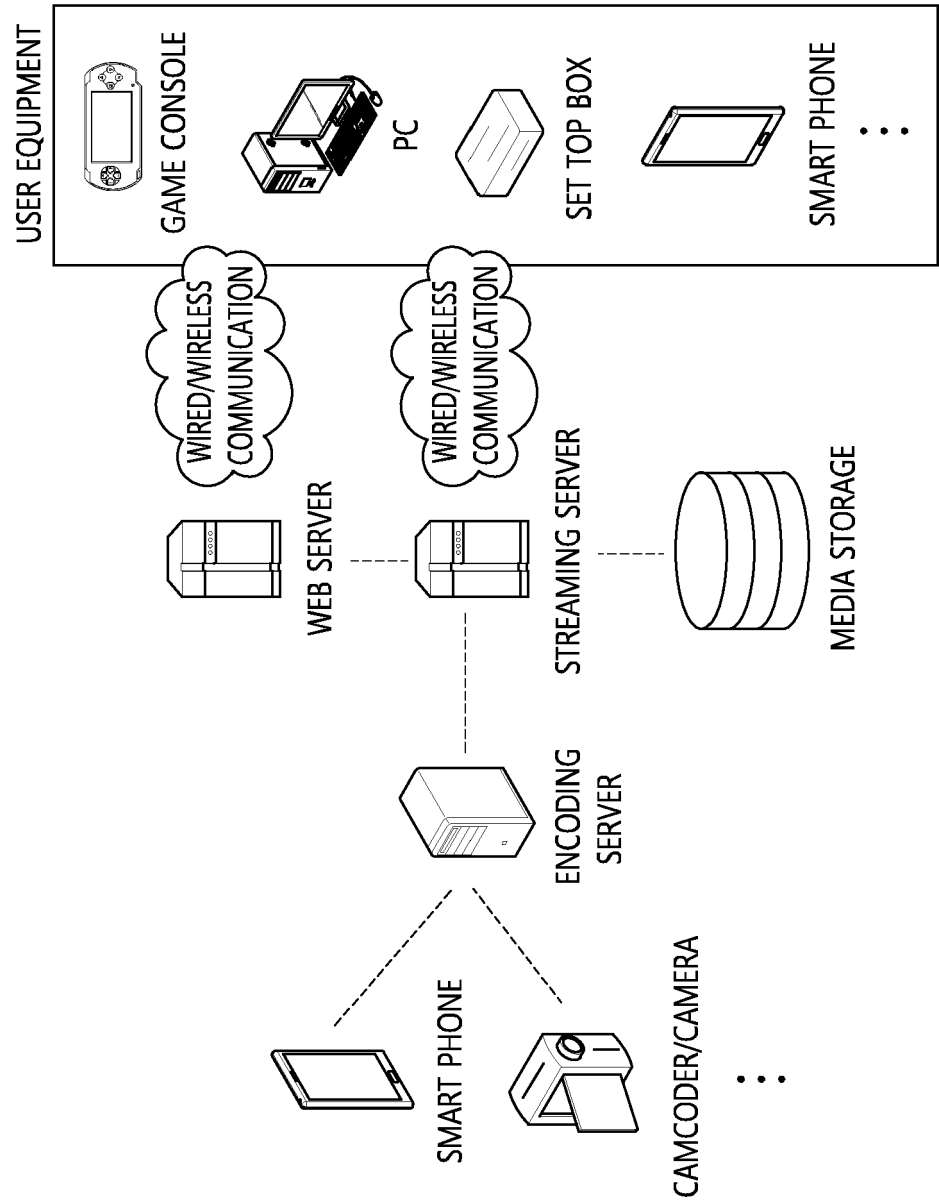 USER EQUIPMENT
GAME CONSOLE
PC
SET TOP BOX
SMART PHONE
WIRED/WIRELESS
COMMUNICATION
WIRED/WIRELESS
COMMUNICATION
WEB SERVER
STREAMING SERVER
MEDIA STORAGE
ENCODING
SERVER
SMART PHONE
CAMCODER/CAMERA